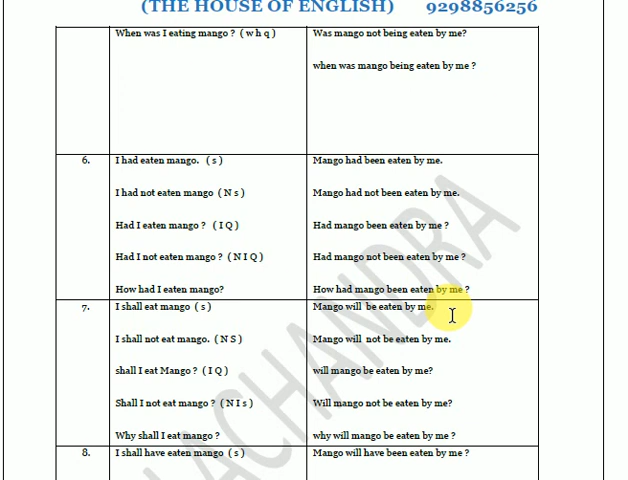 (THE HOUSE OF ENGLISH) 9298856256
When was I eating mango ? ( w h q )
Was mango not being eaten by me?
when was mango being eaten by me ?
6.
I had eaten mango. ( s )
Mango had been eaten by me.
I had not eaten mango ( N s )
Mango had not been eaten by me.
Had I eaten mango ? ( I Q )
Had mango been eaten by me ?
Had I not eaten mango ? ( N I Q )
Had mango not been eaten by me ?
How had I eaten mango?
How had mango been eaten by me ?
7.
I shall eat mango ( s )
Mango will be eaten by me.
I shall not eat mango. ( N S )
Mango will not be eaten by me.
shall I eat Mango ? ( I Q )
will mango be eaten by me?
Shall I not eat mango ? ( N I s )
Will mango not be eaten by me?
Why shall I eat mango ?
why will mango be eaten by me ?
8.
I shall have eaten mango ( s )
Mango will have been eaten by me ?
ACHANDRA